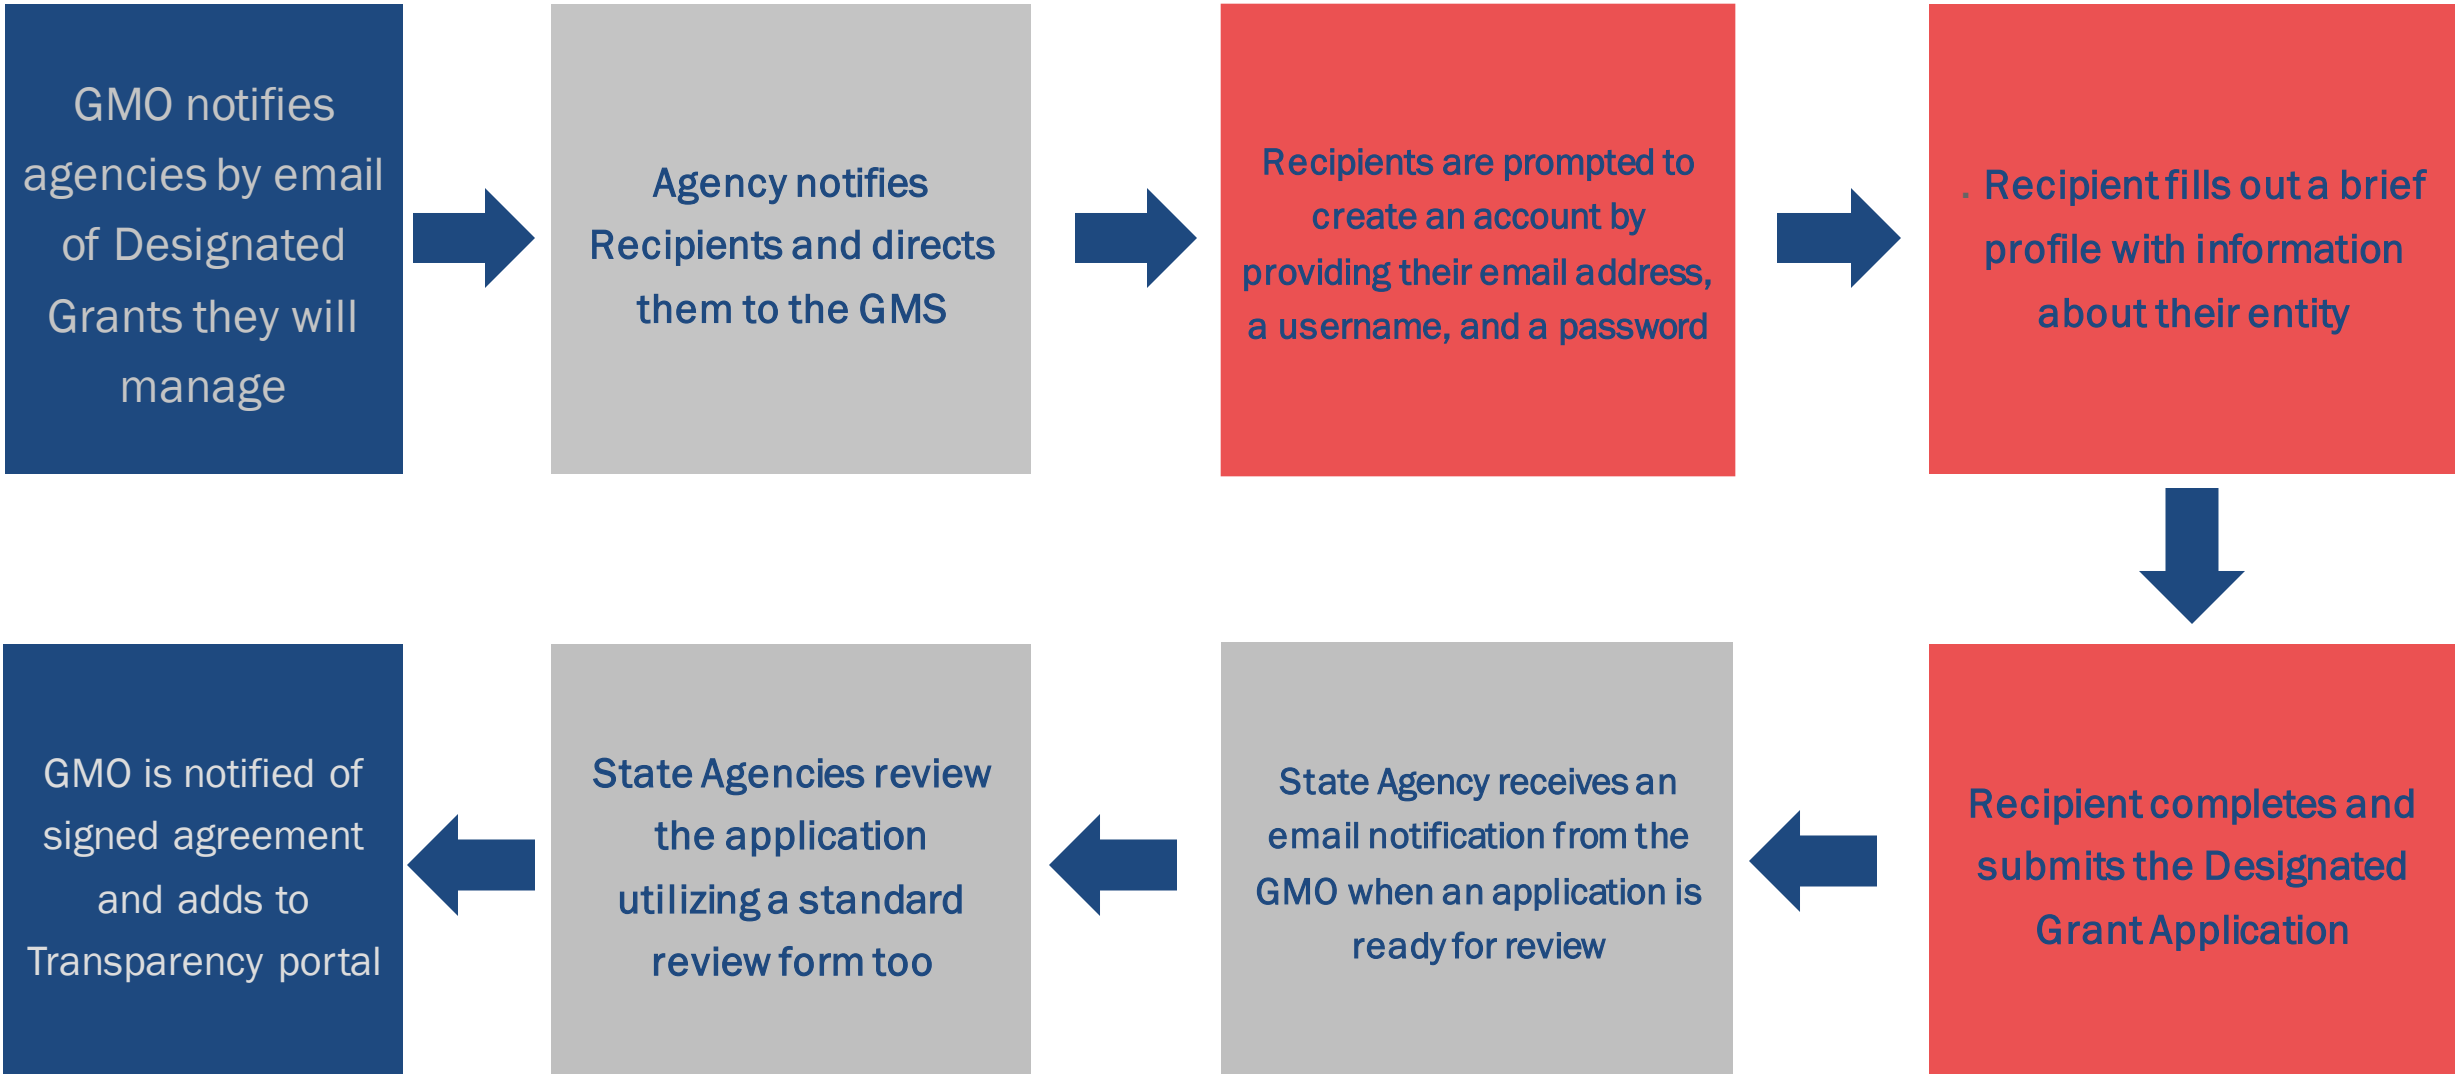 GMO notifies
agencies by email
of Designated
Grants they will
manage
Agency notifies
Recipients and directs
them to the GMS
Recipients are prompted to
create an account by
providing their email address,
a username, and a password
. Recipient fills out a brief
profile with information
about their entity
Recipient completes and
submits the Designated
Grant Application
State Agency receives an
email notification from the
GMO when an application is
ready for review
State Agencies review
the application
utilizing a standard
review form too
GMO is notified of
signed agreement
and adds to
Transparency portal